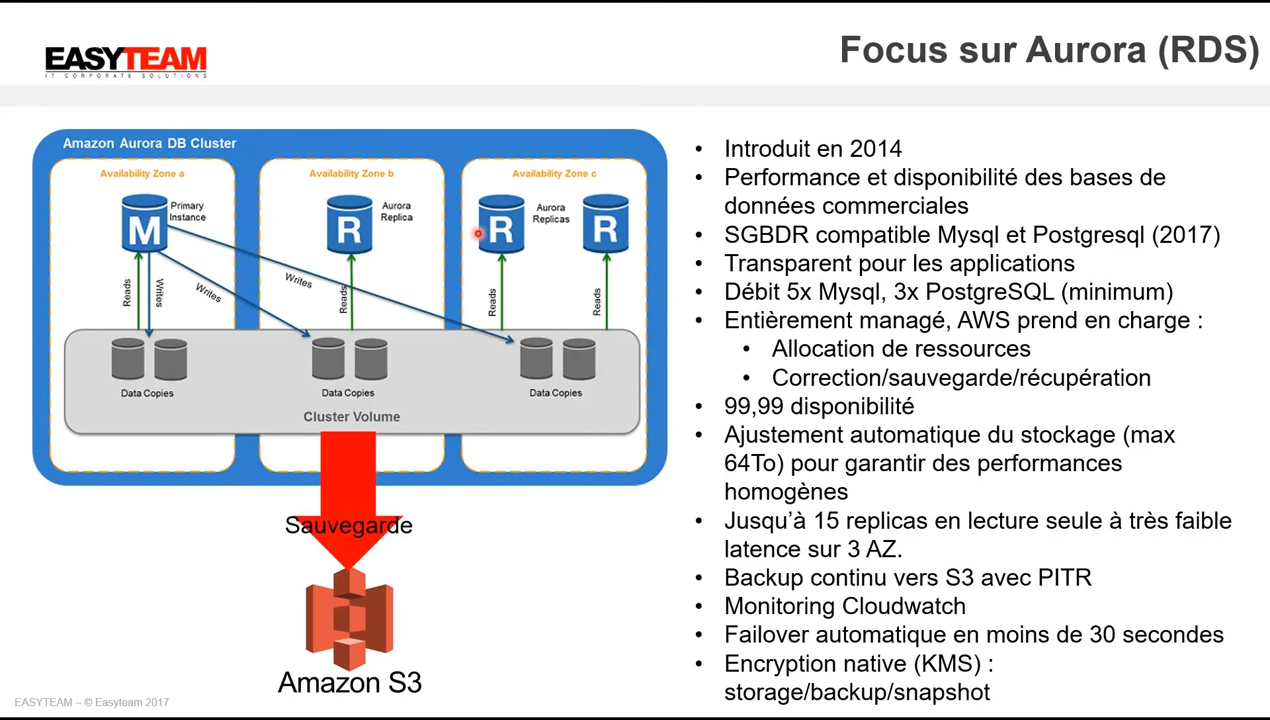 EASYTEAM
IT CORPORATE SOLUTIONS
Focus sur Aurora (RDS)
Amazon Aurora DB Cluster
Availability Zone a
Availability Zone b
Availability Zone c
M
Primary
Instance
R
Aurora
Replica
R
Aurora
Replicas
R
Reads
Writes
Writes
Writes
Reads
Reads
Reads
Data Copies
Data Copies
Data Copies
Cluster Volume
Sauvegarde
Amazon S3
• Introduit en 2014
• Performance et disponibilité des bases de
données commerciales
• SGBDR compatible Mysql et Postgresql (2017)
• Transparent pour les applications
• Débit 5x Mysql, 3x PostgreSQL (minimum)
• Entièrement managé, AWS prend en charge :
• Allocation de ressources
• Correction/sauvegarde/récupération
• 99,99 disponibilité
• Ajustement automatique du stockage (max
64To) pour garantir des performances
homogènes
• Jusqu’à 15 replicas en lecture seule à très faible
latence sur 3 AZ.
• Backup continu vers S3 avec PITR
• Monitoring Cloudwatch
• Failover automatique en moins de 30 secondes
• Encryption native (KMS) :
storage/backup/snapshot
EASYTEAM – © Easyteam 2017